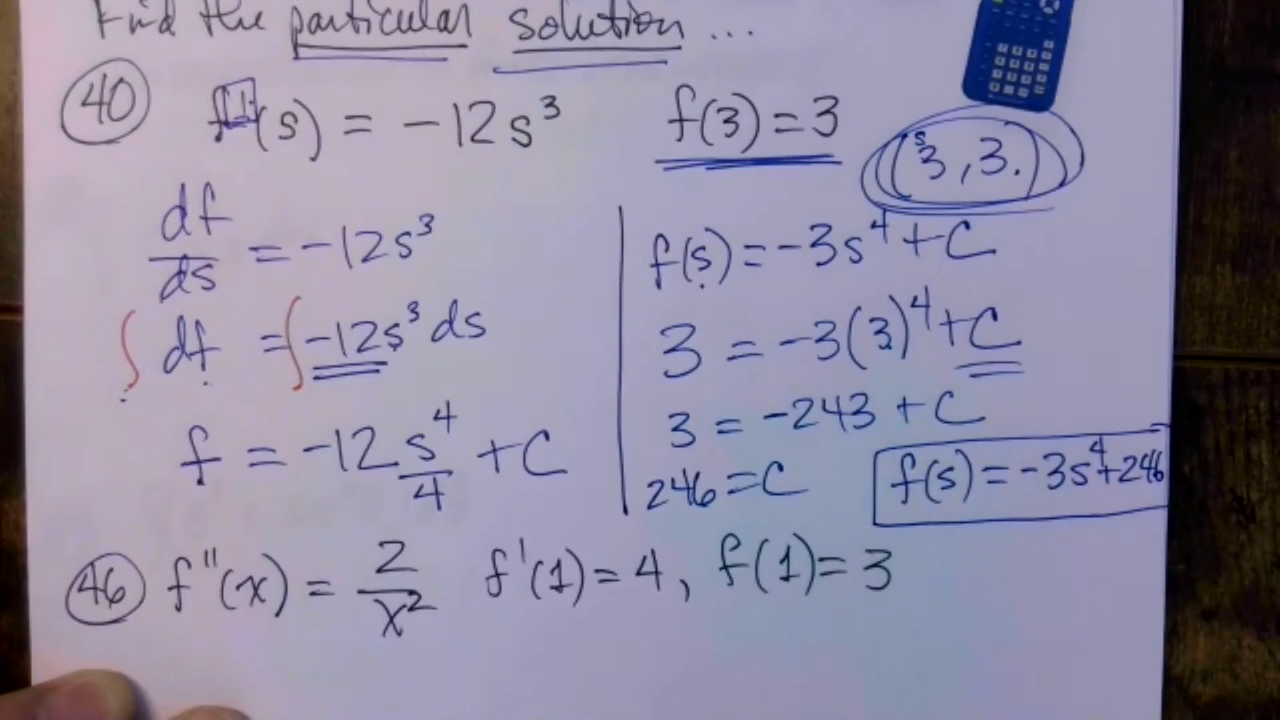 Find the particular solution ...
40 f'(s) = -12s³ f(3) = 3 (3, 3.)
s
df/ds = -12s³
∫ df = ∫ -12s³ ds
f = -12 s⁴/4 + C
f(s) = -3s⁴ + C
3 = -3(3)⁴ + C
3 = -243 + C
246 = C
f(s) = -3s⁴ + 246
46 f''(x) = 2/x² f'(1) = 4, f(1) = 3